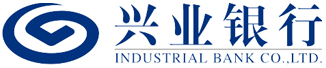 兴业银行
INDUSTRIAL BANK CO.,LTD.